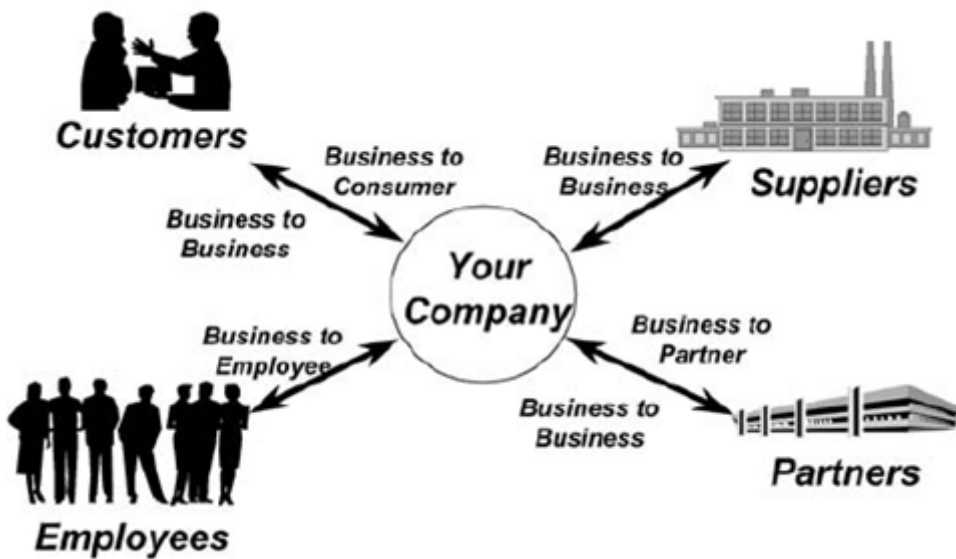 Customers
Business to
Consumer
Business to
Business
Business to
Business
Suppliers
Your
Company
Business to
Employee
Employees
Business to
Partner
Business to
Business
Partners